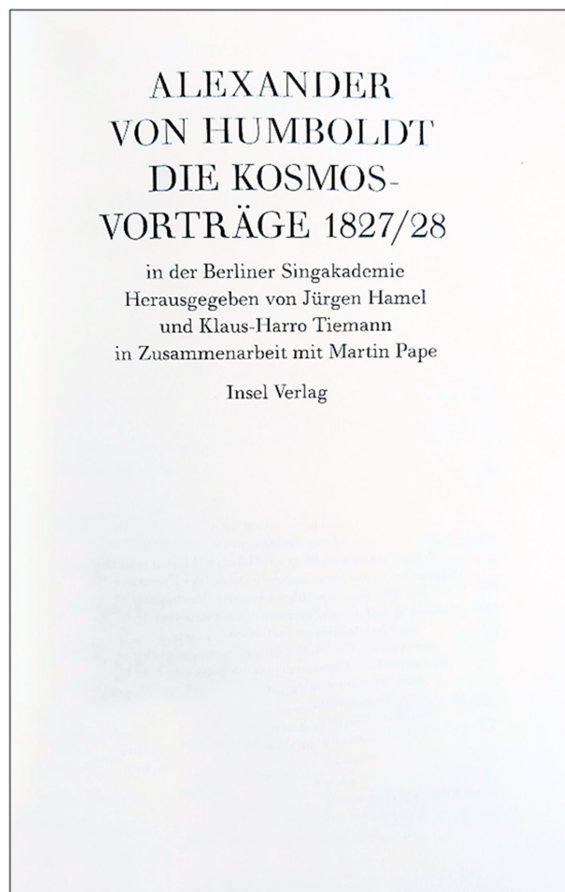 ALEXANDER
VON HUMBOLDT
DIE KOSMOS-
VORTRÄGE 1827/28
in der Berliner Singakademie
Herausgegeben von Jürgen Hamel
und Klaus-Harro Tiemann
in Zusammenarbeit mit Martin Pape
Insel Verlag